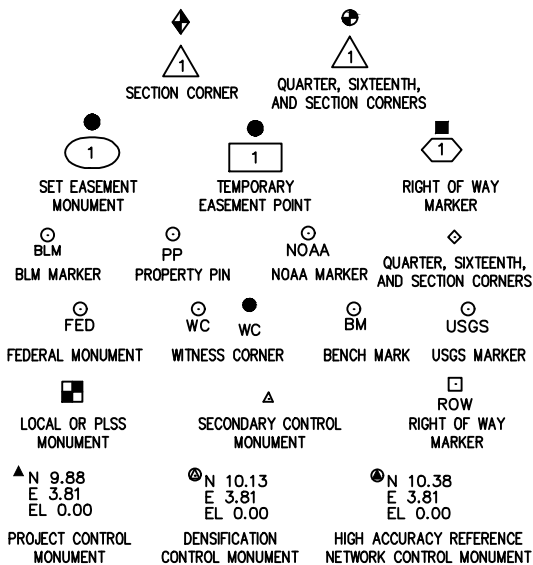 1
1
SECTION CORNER
QUARTER, SIXTEENTH,
AND SECTION CORNERS
1
1
1
SET EASEMENT
MONUMENT
TEMPORARY
EASEMENT POINT
RIGHT OF WAY
MARKER
BLM
PP
NOAA
BLM MARKER
PROPERTY PIN
NOAA MARKER
QUARTER, SIXTEENTH,
AND SECTION CORNERS
FED
WC
WC
BM
USGS
FEDERAL MONUMENT
WITNESS CORNER
BENCH MARK
USGS MARKER
ROW
LOCAL OR PLSS
MONUMENT
SECONDARY CONTROL
MONUMENT
RIGHT OF WAY
MARKER
N 9.88
E 3.81
EL 0.00
N 10.13
E 3.81
EL 0.00
N 10.38
E 3.81
EL 0.00
PROJECT CONTROL
MONUMENT
DENSIFICATION
CONTROL MONUMENT
HIGH ACCURACY REFERENCE
NETWORK CONTROL MONUMENT